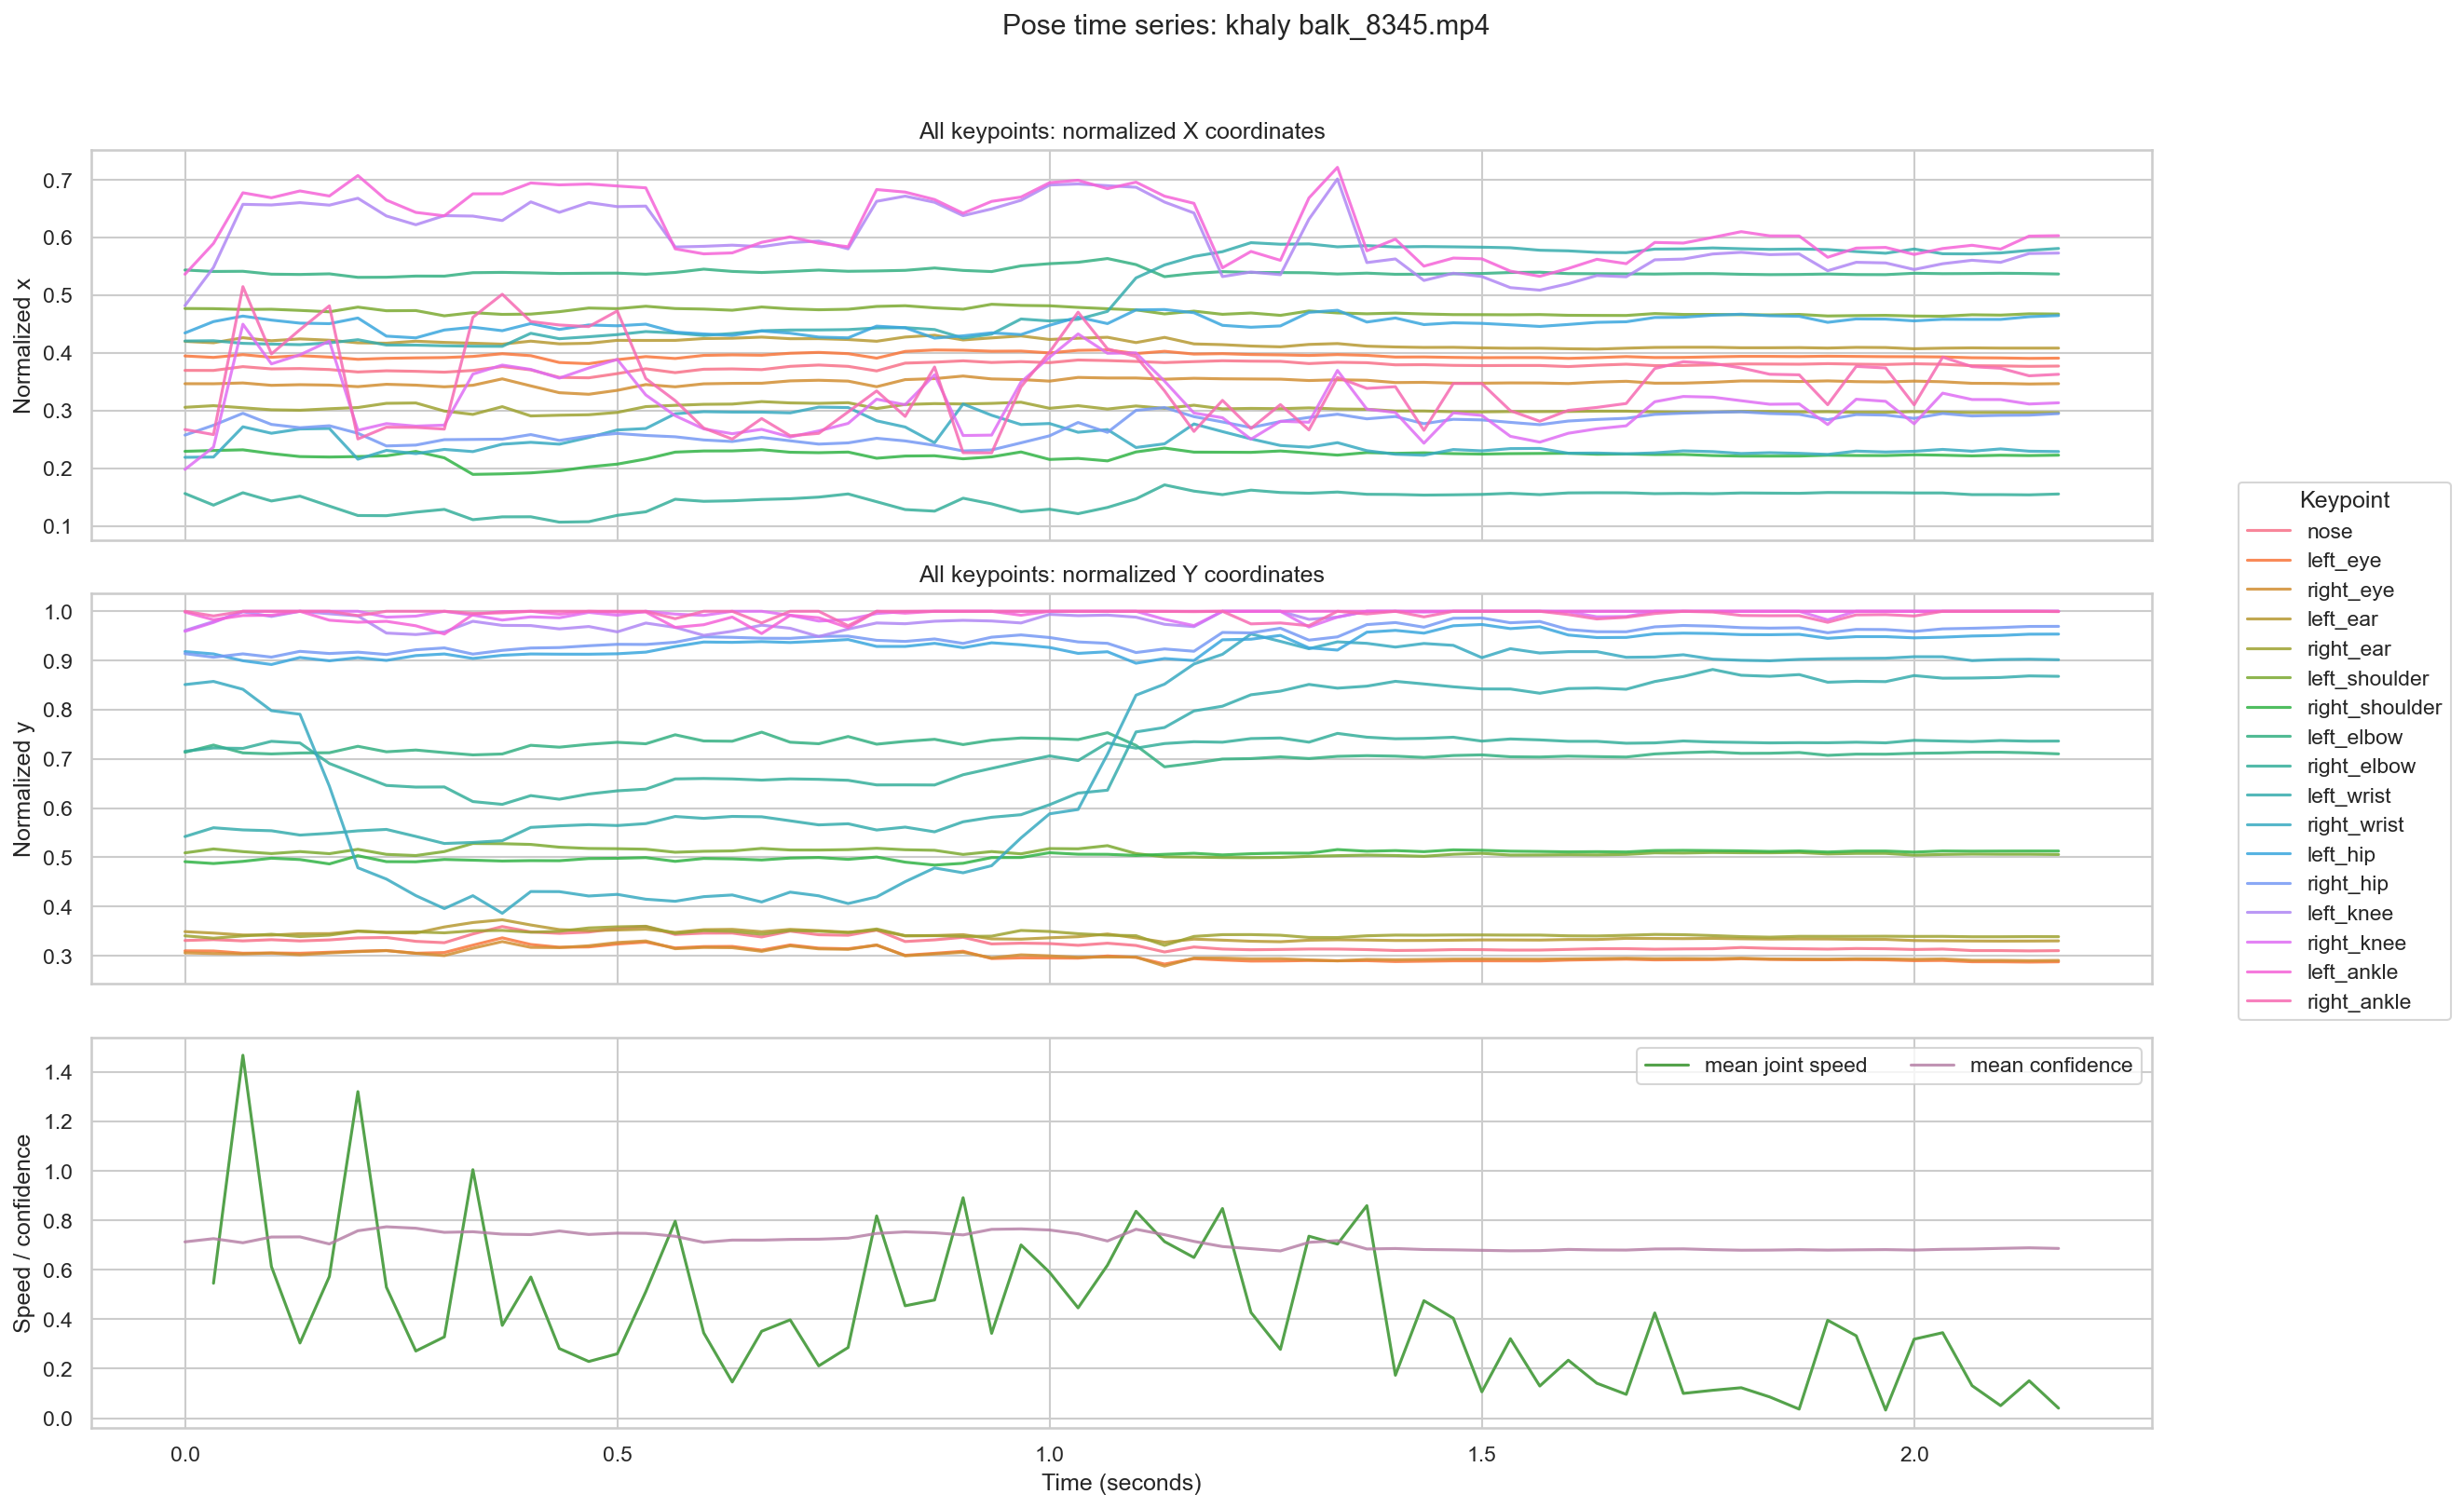 Pose time series: khaly balk_8345.mp4
All keypoints: normalized X coordinates
Normalized x
0.7
0.6
0.5
0.4
0.3
0.2
0.1
All keypoints: normalized Y coordinates
Normalized y
1.0
0.9
0.8
0.7
0.6
0.5
0.4
0.3
Keypoint
nose
left_eye
right_eye
left_ear
right_ear
left_shoulder
right_shoulder
left_elbow
right_elbow
left_wrist
right_wrist
left_hip
right_hip
left_knee
right_knee
left_ankle
right_ankle
mean joint speed mean confidence
Speed / confidence
1.4
1.2
1.0
0.8
0.6
0.4
0.2
0.0
0.0 0.5 1.0 1.5 2.0
Time (seconds)